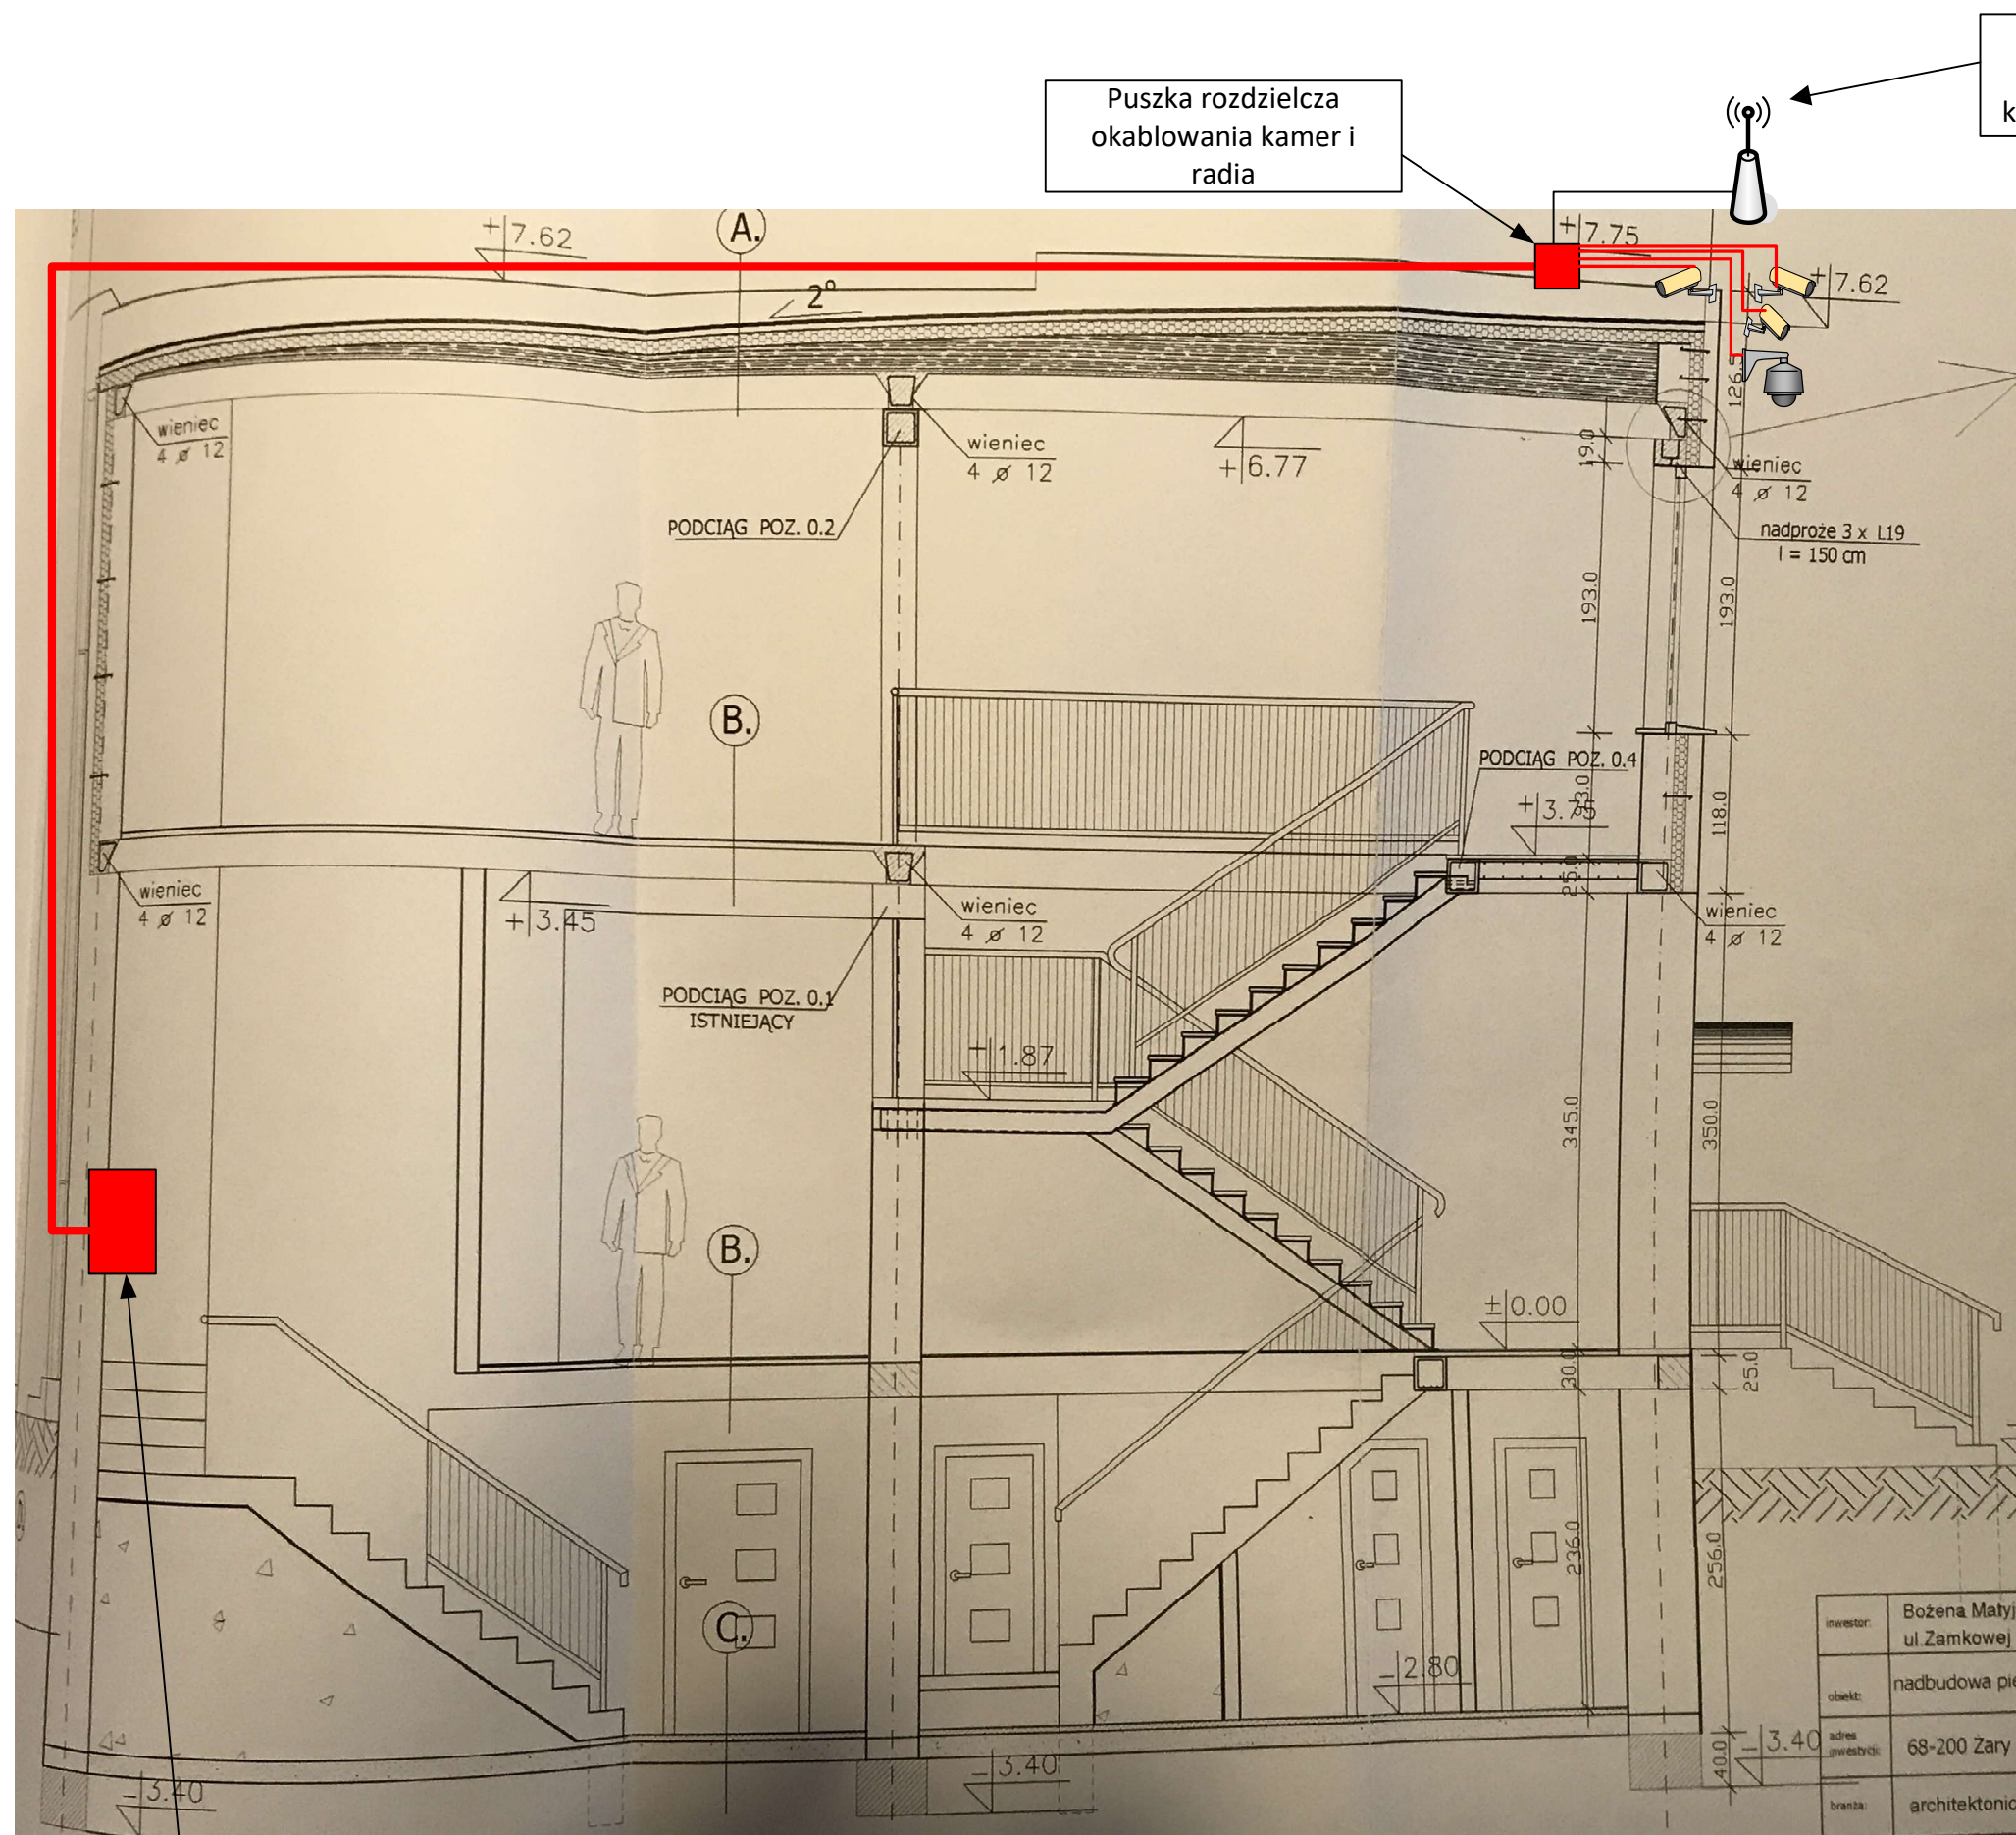 k
Puszka rozdzielcza
okablowania kamer i
radia
A.
+7.62
+7.75
+7.62
2°
126.5
wieniec
4 ø 12
wieniec
4 ø 12
+6.77
19.0
wieniec
4 ø 12
PODCIĄG POZ. 0.2
nadproże 3 x L19
l = 150 cm
193.0
193.0
B.
PODCIĄG POZ. 0.4
+3.75
118.0
25.0
wieniec
4 ø 12
+3.45
wieniec
4 ø 12
wieniec
4 ø 12
PODCIĄG POZ. 0.1
ISTNIEJĄCY
+1.87
345.0
350.0
B.
±0.00
30.0
25.0
236.0
256.0
C.
-2.80
inwestor:
Bożena Matyj
ul.Zamkowej
obiekt:
nadbudowa pię
adres
inwestycji:
68-200 Żary
branża:
architektonic
-3.40
-3.40
-3.40
40.0